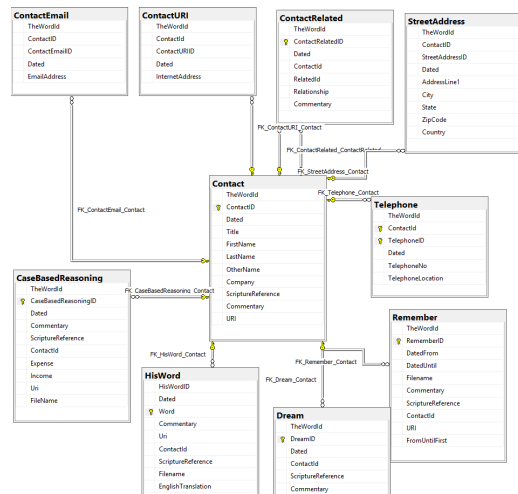 ContactEmail
TheWordId
ContactID
ContactEmailID
Dated
EmailAddress
ContactURI
TheWordId
ContactId
ContactURIID
Dated
InternetAddress
ContactRelated
TheWordId
ContactRelatedID
Dated
ContactId
RelatedId
Relationship
Commentary
StreetAddress
TheWordId
ContactID
StreetAddressID
Dated
AddressLine1
City
State
ZipCode
Country
FK_ContactURI_Contact
FK_ContactRelated_ContactRelated
FK_StreetAddress_Contact
FK_Telephone_Contact
FK_ContactEmail_Contact
Contact
TheWordId
ContactID
Dated
Title
FirstName
LastName
OtherName
Company
ScriptureReference
Commentary
URI
Telephone
TheWordId
ContactId
TelephoneID
Dated
TelephoneNo
TelephoneLocation
CaseBasedReasoning
TheWordId
CaseBasedReasoningID
Dated
Commentary
ScriptureReference
ContactId
Expense
Income
Uri
FileName
FK_CaseBasedReasoning_Contact
FK_HisWord_Contact
FK_Remember_Contact
FK_Dream_Contact
Remember
TheWordId
RememberID
DatedFrom
DatedUntil
Filename
Commentary
ScriptureReference
ContactId
URI
FromUntilFirst
HisWord
HisWordID
Dated
Word
Commentary
Uri
ContactId
ScriptureReference
Filename
EnglishTranslation
Dream
TheWordId
DreamID
Dated
ContactId
ScriptureReference
Commentary